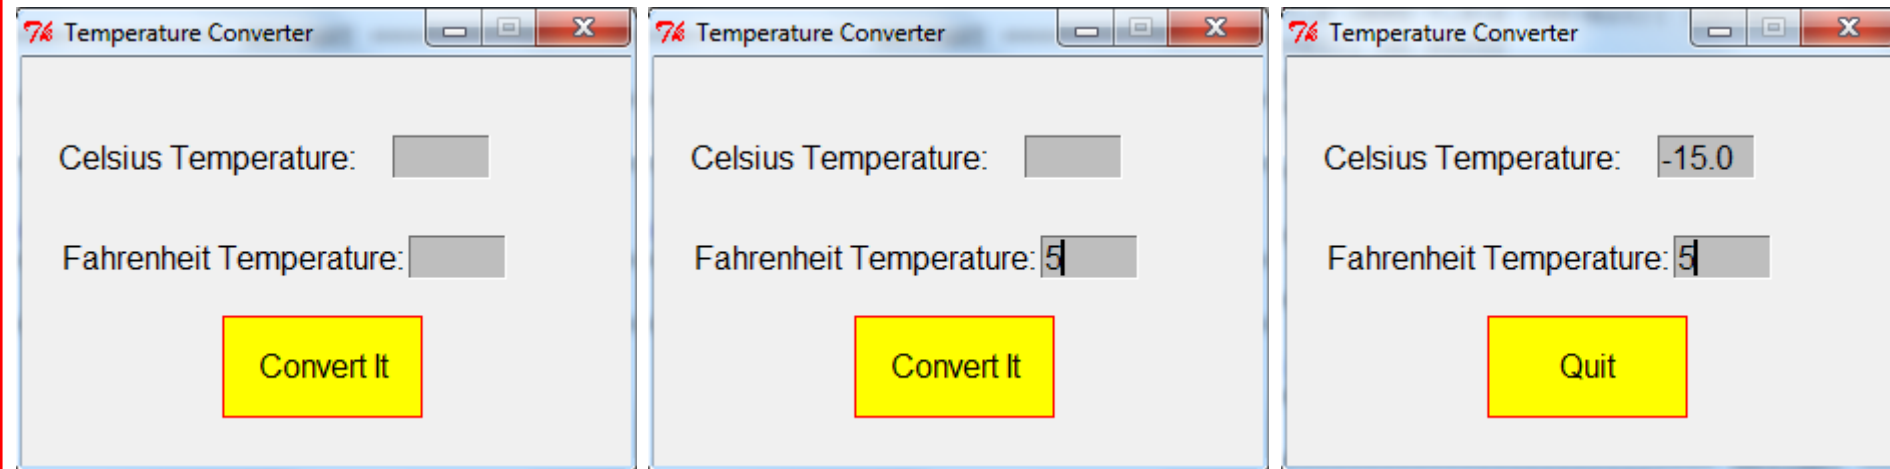 Temperature Converter
Celsius Temperature:
Fahrenheit Temperature:
Convert It
Temperature Converter
Celsius Temperature:
Fahrenheit Temperature: 5
Convert It
Temperature Converter
Celsius Temperature: -15.0
Fahrenheit Temperature: 5
Quit